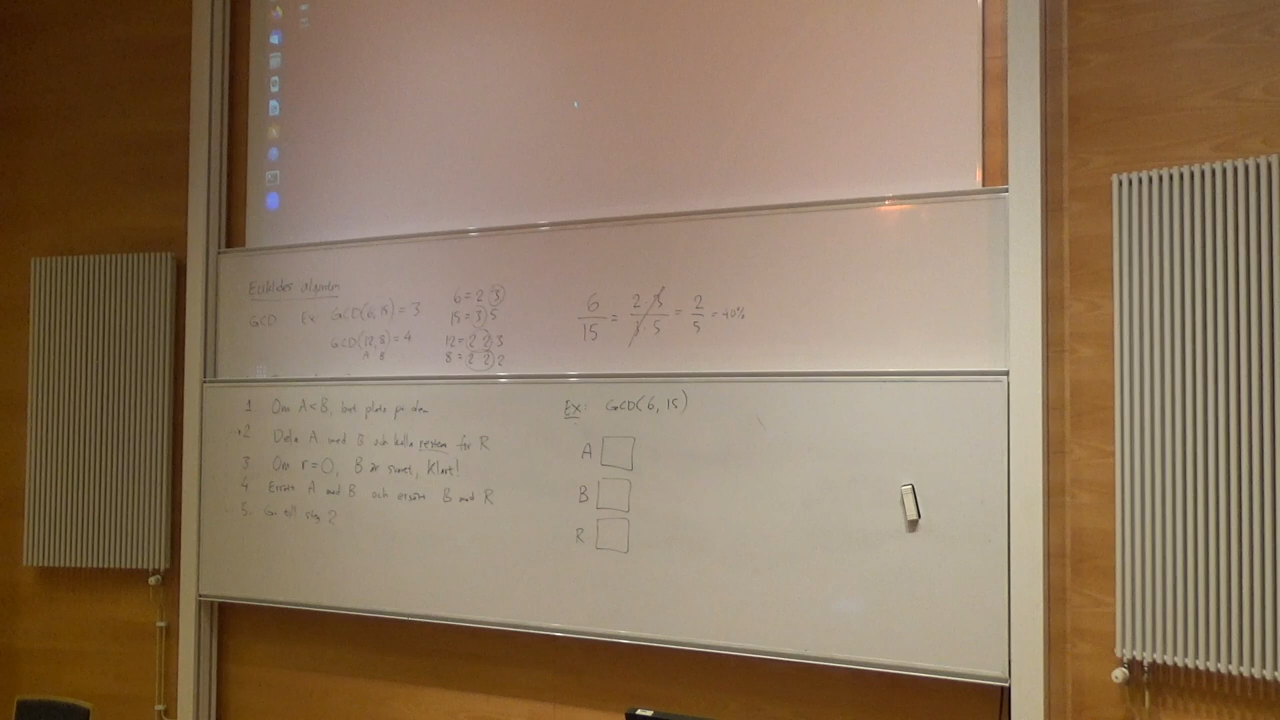 Euklides algoritm
GCD Ex: GCD(6,15) = 3
6 = 2 3
15 = 3 5
GCD(12,8) = 4
A B
12 = 2 2 3
8 = 2 2 2
6/15 = 2·3/3·5 = 2/5 = 40%
1 Om A<B, byt plats på dem
2 Dela A med B och kalla resten för R
3 Om r=0, B är svaret, Klart!
4 Ersätt A med B och ersätt B med R
5. Gå till steg 2
Ex: GCD(6,15)
A
B
R